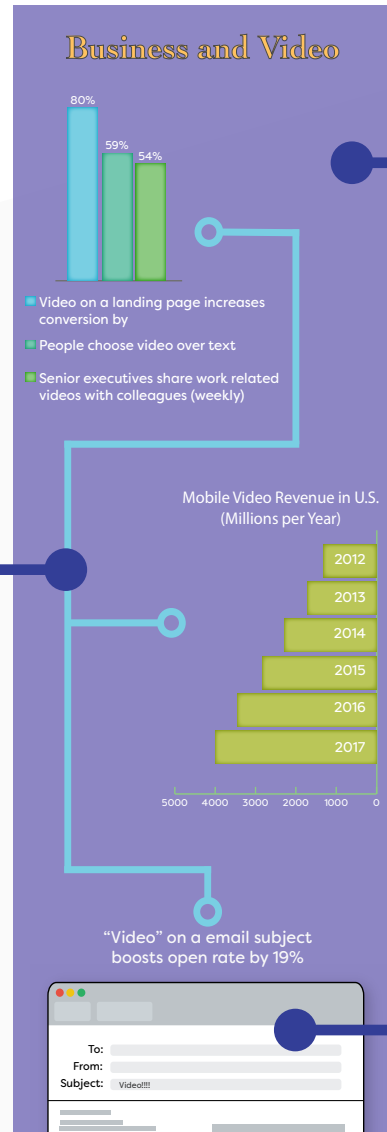 Business and Video
80%
59%
54%
Video on a landing page increases
conversion by
People choose video over text
Senior executives share work related
videos with colleagues (weekly)
Mobile Video Revenue in U.S.
(Millions per Year)
2012
2013
2014
2015
2016
2017
5000 4000 3000 2000 1000 0
“Video” on a email subject
boosts open rate by 19%
To:
From:
Subject: Video!!!!